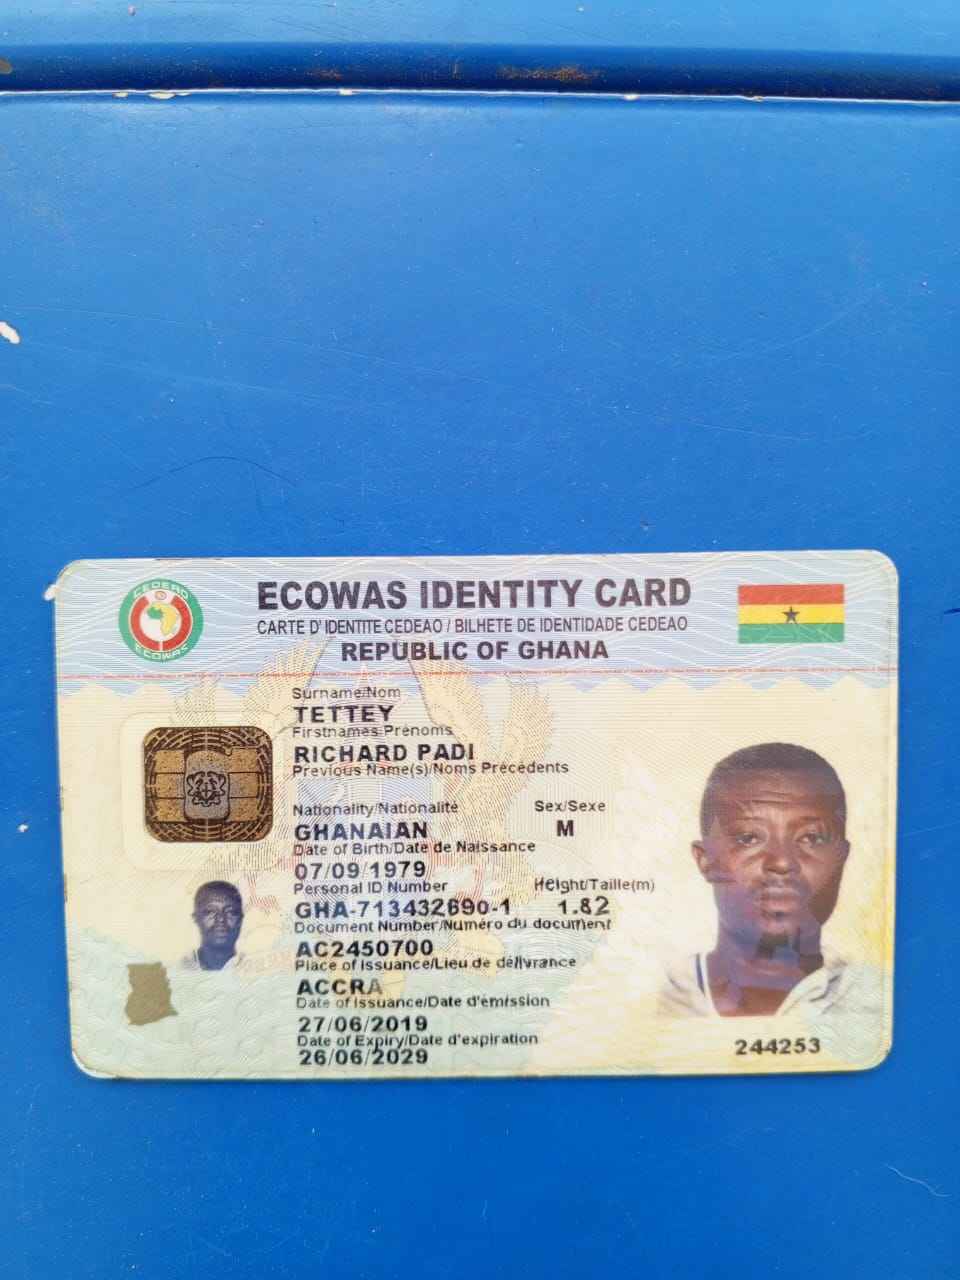 CEDEAO
ECOWAS
ECOWAS IDENTITY CARD
CARTE D' IDENTITE CEDEAO / BILHETE DE IDENTIDADE CEDEAO
REPUBLIC OF GHANA
Surname/Nom
TETTEY
Firstnames Prénoms
RICHARD PADI
Previous Name(s)/Noms Précédents
Nationality/Nationalité Sex/Sexe
GHANAIAN M
Date of Birth/Date de Naissance
07/09/1979
Personal ID Number Height/Taille(m)
GHA-713432690-1 1.82
Document Number/Numéro du document
AC2450700
Place of Issuance/Lieu de délivrance
ACCRA
Date of Issuance/Date d'émission
27/06/2019
Date of Expiry/Date d'expiration
26/06/2029
244253